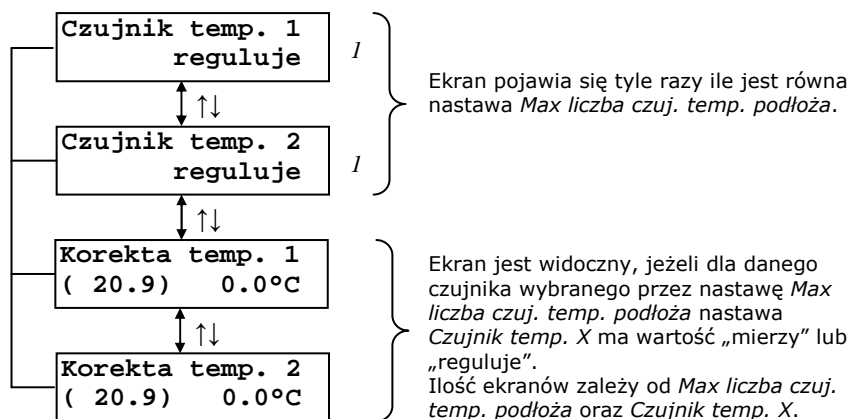 Czujnik temp. 1
reguluje
1
↑↓
Czujnik temp. 2
reguluje
1
Ekran pojawia się tyle razy ile jest równa
nastawa Max liczba czuj. temp. podłoża.
↑↓
Korekta temp. 1
( 20.9) 0.0°C
↑↓
Korekta temp. 2
( 20.9) 0.0°C
Ekran jest widoczny, jeżeli dla danego
czujnika wybranego przez nastawę Max
liczba czuj. temp. podłoża nastawa
Czujnik temp. X ma wartość „mierzy” lub
„reguluje”.
Ilość ekranów zależy od Max liczba czuj.
temp. podłoża oraz Czujnik temp. X.